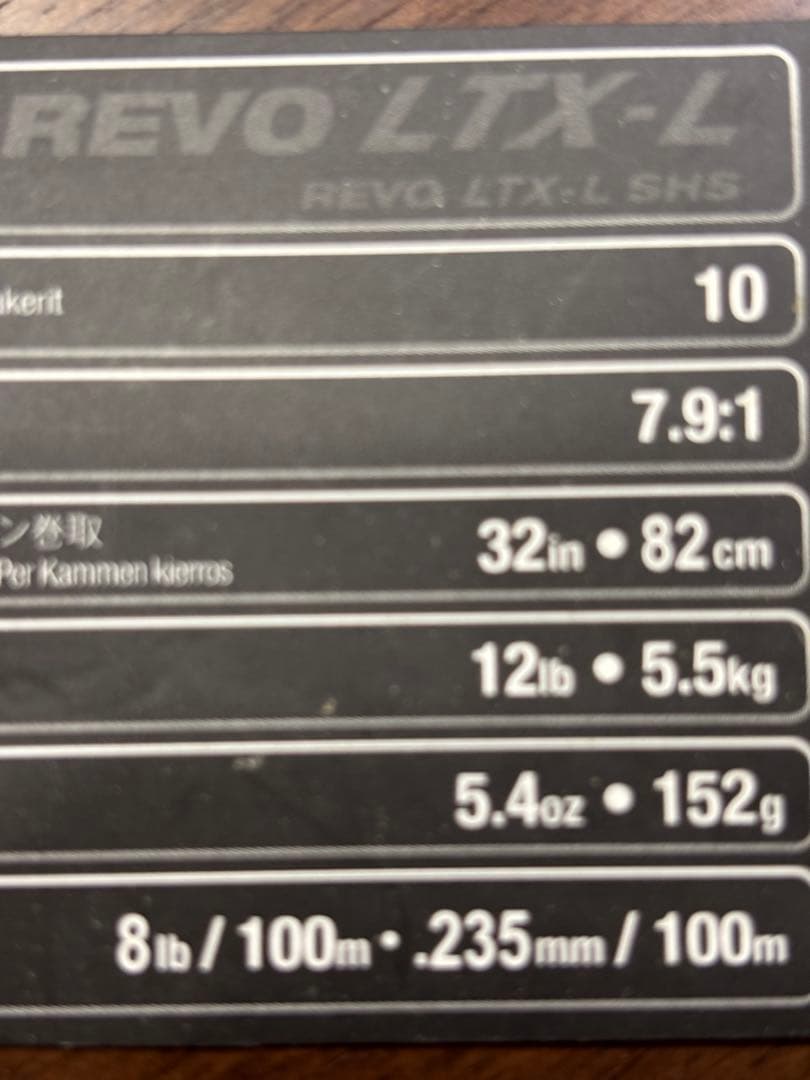 REVO LTX-L
REVO LTX-L SHS
kerit 10
7.9:1
ン巻取
Per Kammen kierros 32in • 82cm
12lb • 5.5kg
5.4oz • 152g
8lb / 100m • .235mm / 100m